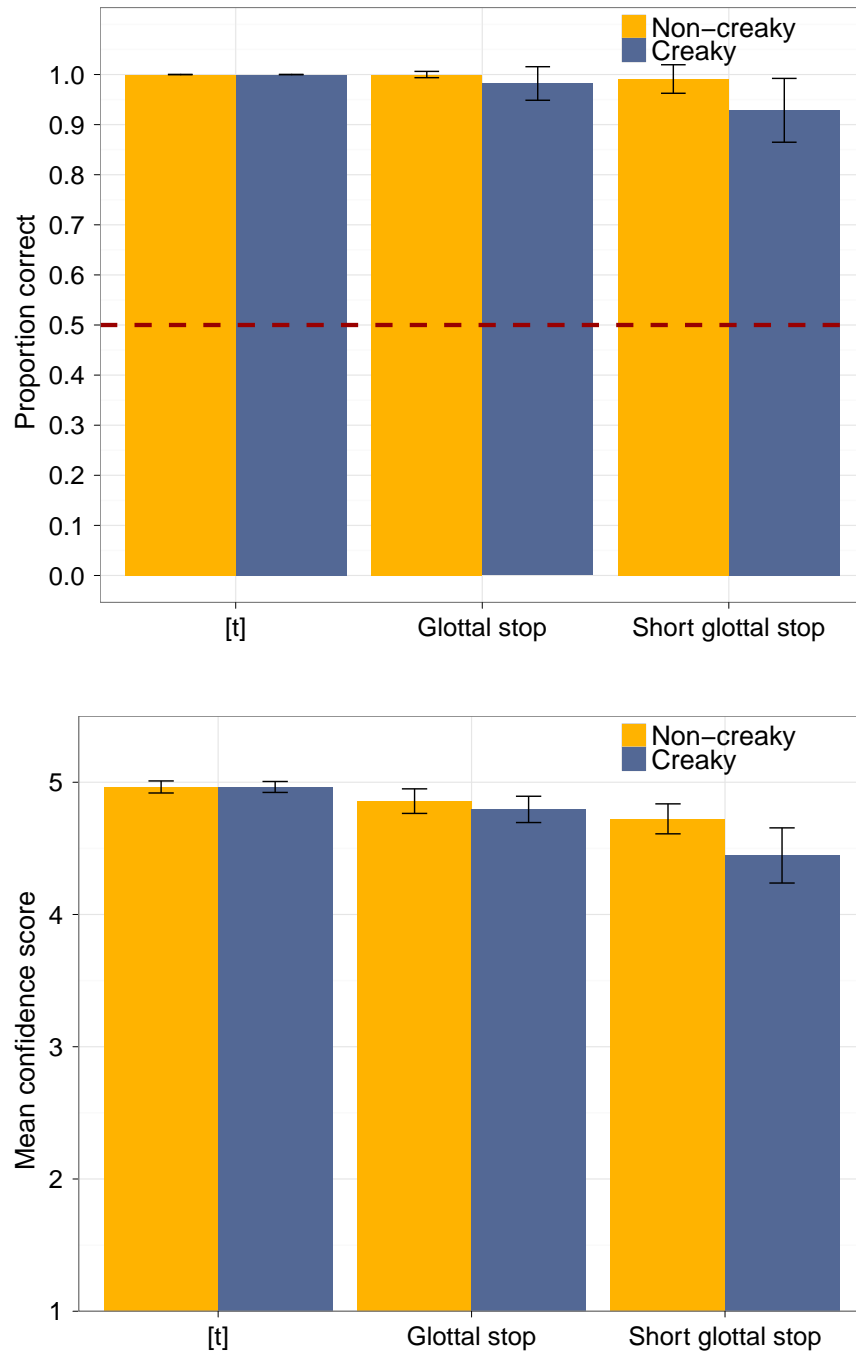 Non−creaky
Creaky
1.0
0.9
0.8
0.7
0.6
0.5
0.4
0.3
0.2
0.1
0.0
Proportion correct
[t] Glottal stop Short glottal stop
Non−creaky
Creaky
5
4
3
2
1
Mean confidence score
[t] Glottal stop Short glottal stop